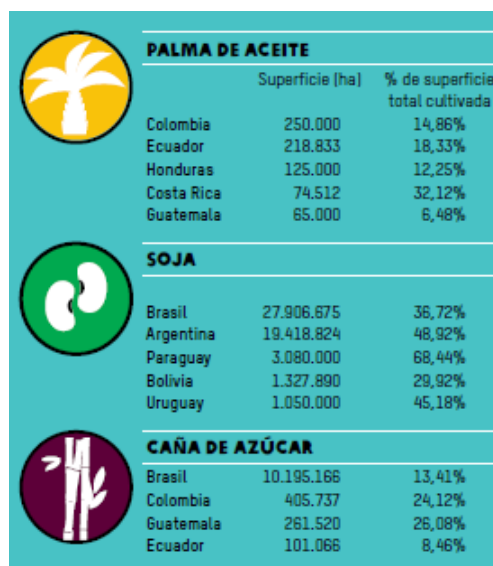 PALMA DE ACEITE
Superficie (ha) % de superficie
total cultivada
Colombia 250.000 14,86%
Ecuador 218.833 18,33%
Honduras 125.000 12,25%
Costa Rica 74.512 32,12%
Guatemala 65.000 6,48%
SOJA
Brasil 27.906.675 36,72%
Argentina 19.418.824 48,92%
Paraguay 3.080.000 68,44%
Bolivia 1.327.890 29,92%
Uruguay 1.050.000 45,18%
CAÑA DE AZÚCAR
Brasil 10.195.166 13,41%
Colombia 405.737 24,12%
Guatemala 261.520 26,08%
Ecuador 101.066 8,46%